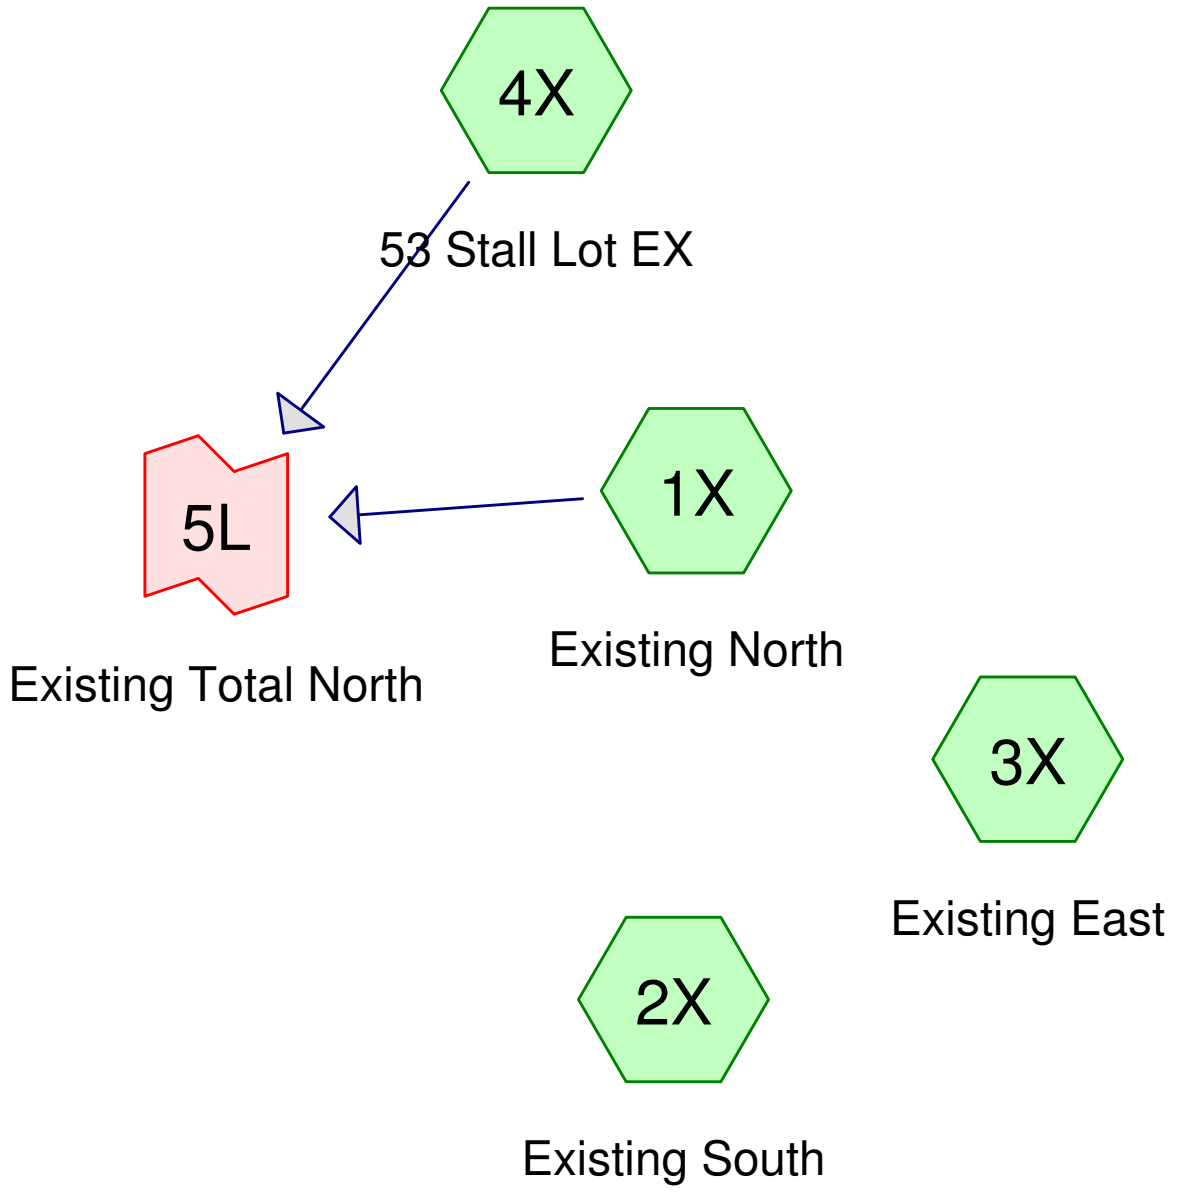 4X
53 Stall Lot EX
1X
5L
Existing North
Existing Total North
3X
Existing East
2X
Existing South